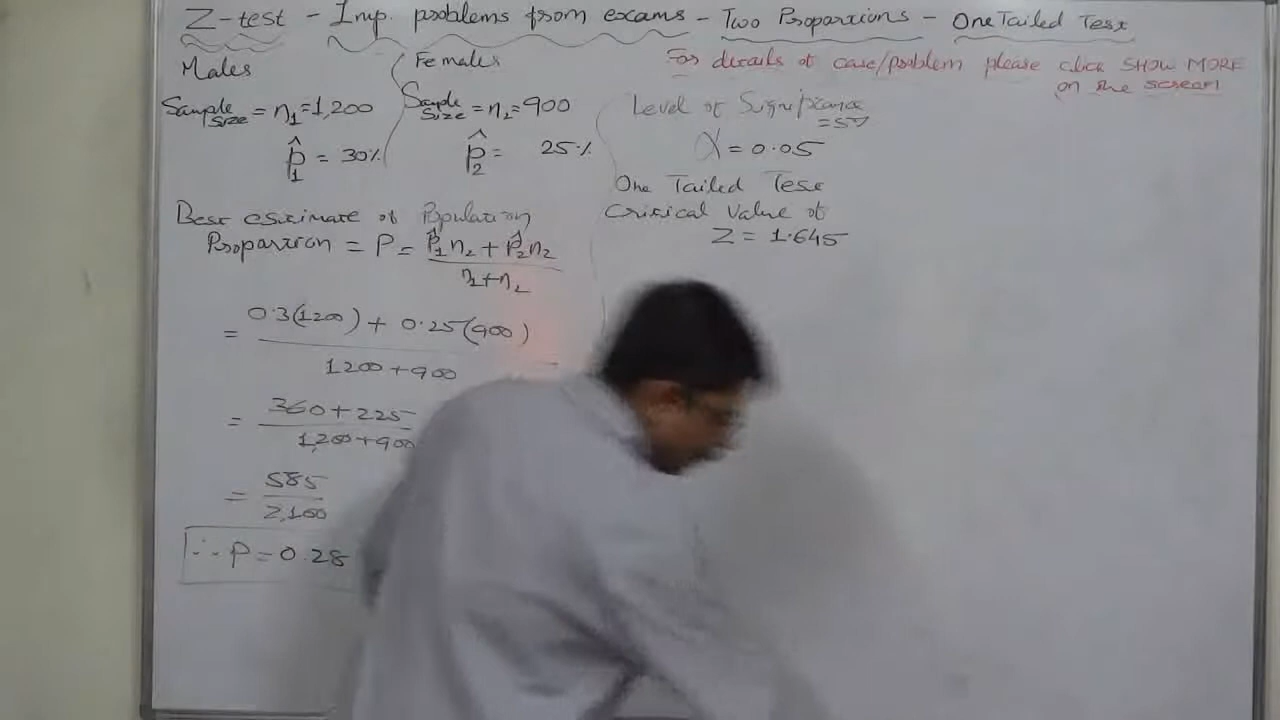 Z-test - Imp. problems from exams - Two Proportions - One Tailed Test
For details of case/problem please click SHOW MORE
on the screen
Males
Sample Size = n₁ = 1,200
p̂₁ = 30%
Females
Sample Size = n₂ = 900
p̂₂ = 25%
Best estimate of Population
Proportion = P = (p̂₁n₂ + p̂₂n₂) / (n₁+n₂)
= (0.3(1200) + 0.25(900)) / (1200+900)
= (360+225) / (1,200+900)
= 585 / 2,100
∴ P = 0.28
Level of Significance
= 5%
α = 0.05
One Tailed Test
Critical Value of
Z = 1.645